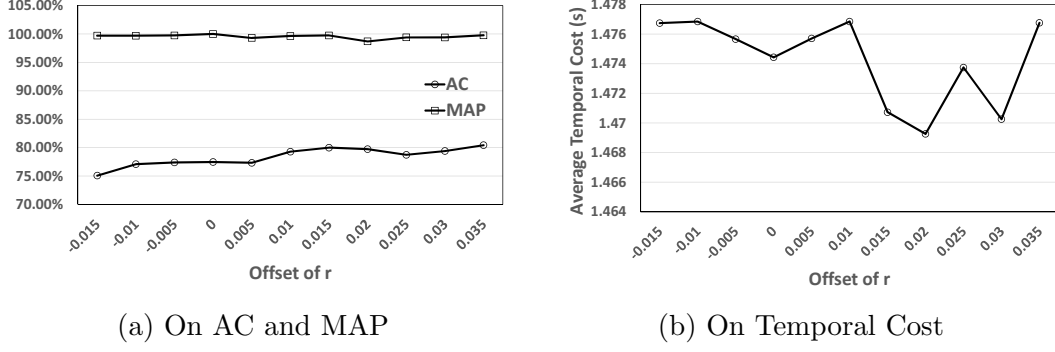 105.00%
100.00%
95.00%
90.00%
85.00%
80.00%
75.00%
70.00%
AC
MAP
-0.015 -0.01 -0.005 0 0.005 0.01 0.015 0.02 0.025 0.03 0.035
Offset of r
(a) On AC and MAP
Average Temporal Cost (s)
1.478
1.476
1.474
1.472
1.47
1.468
1.466
1.464
-0.015 -0.01 -0.005 0 0.005 0.01 0.015 0.02 0.025 0.03 0.035
Offset of r
(b) On Temporal Cost